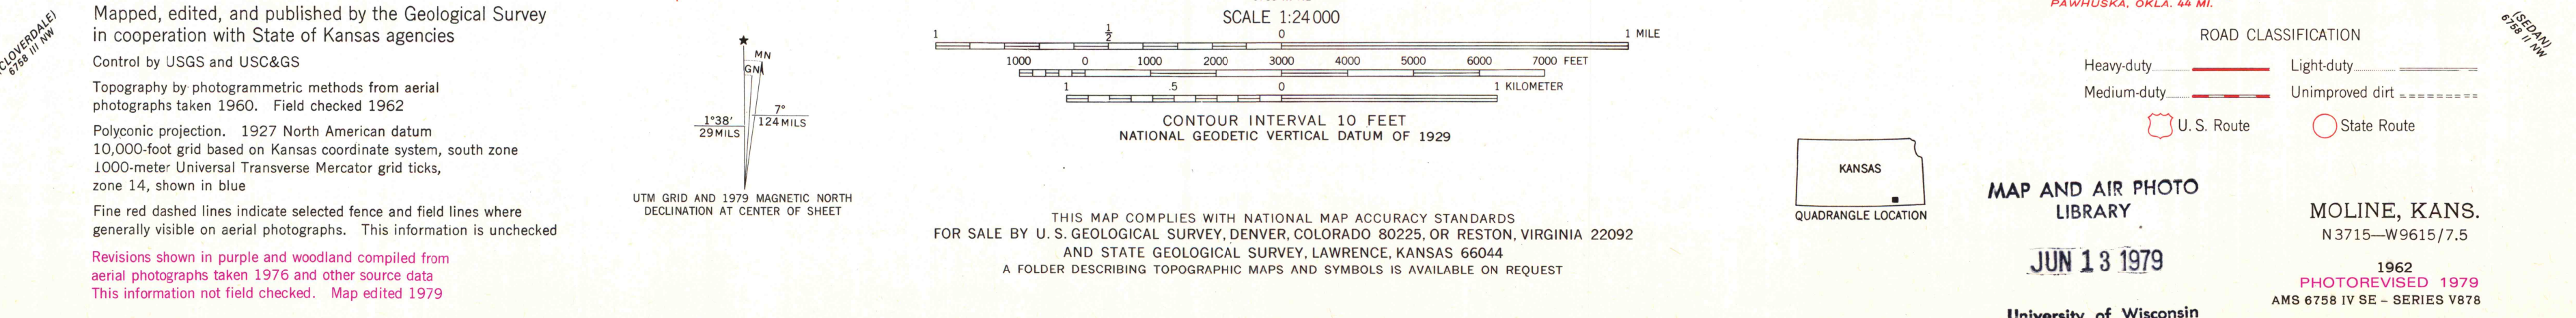 (CLOVERDALE)
6758 III NW
Mapped, edited, and published by the Geological Survey
in cooperation with State of Kansas agencies
Control by USGS and USC&GS
Topography by photogrammetric methods from aerial
photographs taken 1960. Field checked 1962
Polyconic projection. 1927 North American datum
10,000-foot grid based on Kansas coordinate system, south zone
1000-meter Universal Transverse Mercator grid ticks,
zone 14, shown in blue
Fine red dashed lines indicate selected fence and field lines where
generally visible on aerial photographs. This information is unchecked
Revisions shown in purple and woodland compiled from
aerial photographs taken 1976 and other source data
This information not field checked. Map edited 1979
MN
GN
1°38′
29 MILS
7°
124 MILS
UTM GRID AND 1979 MAGNETIC NORTH
DECLINATION AT CENTER OF SHEET
SCALE 1:24 000
1 ½ 0 1 MILE
1000 0 1000 2000 3000 4000 5000 6000 7000 FEET
1 .5 0 1 KILOMETER
CONTOUR INTERVAL 10 FEET
NATIONAL GEODETIC VERTICAL DATUM OF 1929
THIS MAP COMPLIES WITH NATIONAL MAP ACCURACY STANDARDS
FOR SALE BY U. S. GEOLOGICAL SURVEY, DENVER, COLORADO 80225, OR RESTON, VIRGINIA 22092
AND STATE GEOLOGICAL SURVEY, LAWRENCE, KANSAS 66044
A FOLDER DESCRIBING TOPOGRAPHIC MAPS AND SYMBOLS IS AVAILABLE ON REQUEST
KANSAS
QUADRANGLE LOCATION
PAWHUSKA, OKLA. 44 MI.
ROAD CLASSIFICATION
Heavy-duty Light-duty
Medium-duty Unimproved dirt
U. S. Route State Route
(SEDAN)
6758 II NW
MAP AND AIR PHOTO
LIBRARY
JUN 13 1979
University of Wisconsin
MOLINE, KANS.
N3715—W9615/7.5
1962
PHOTOREVISED 1979
AMS 6758 IV SE – SERIES V878